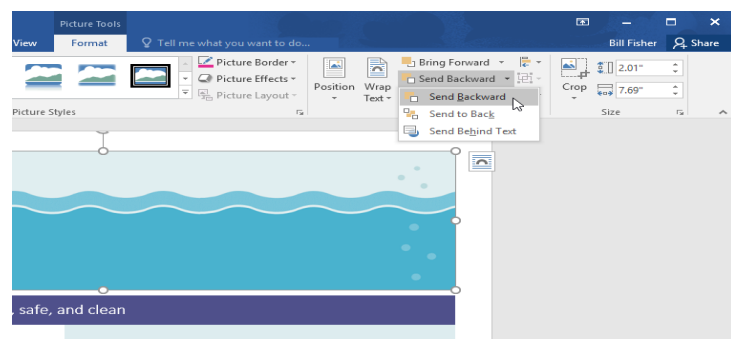 Picture Tools
View Format Tell me what you want to do... Bill Fisher Share
Picture Border Bring Forward
Picture Effects Send Backward 2.01"
Picture Layout Position Wrap Text Crop 7.69"
Send Backward
Picture Styles Send to Back Size
Send Behind Text
, safe, and clean